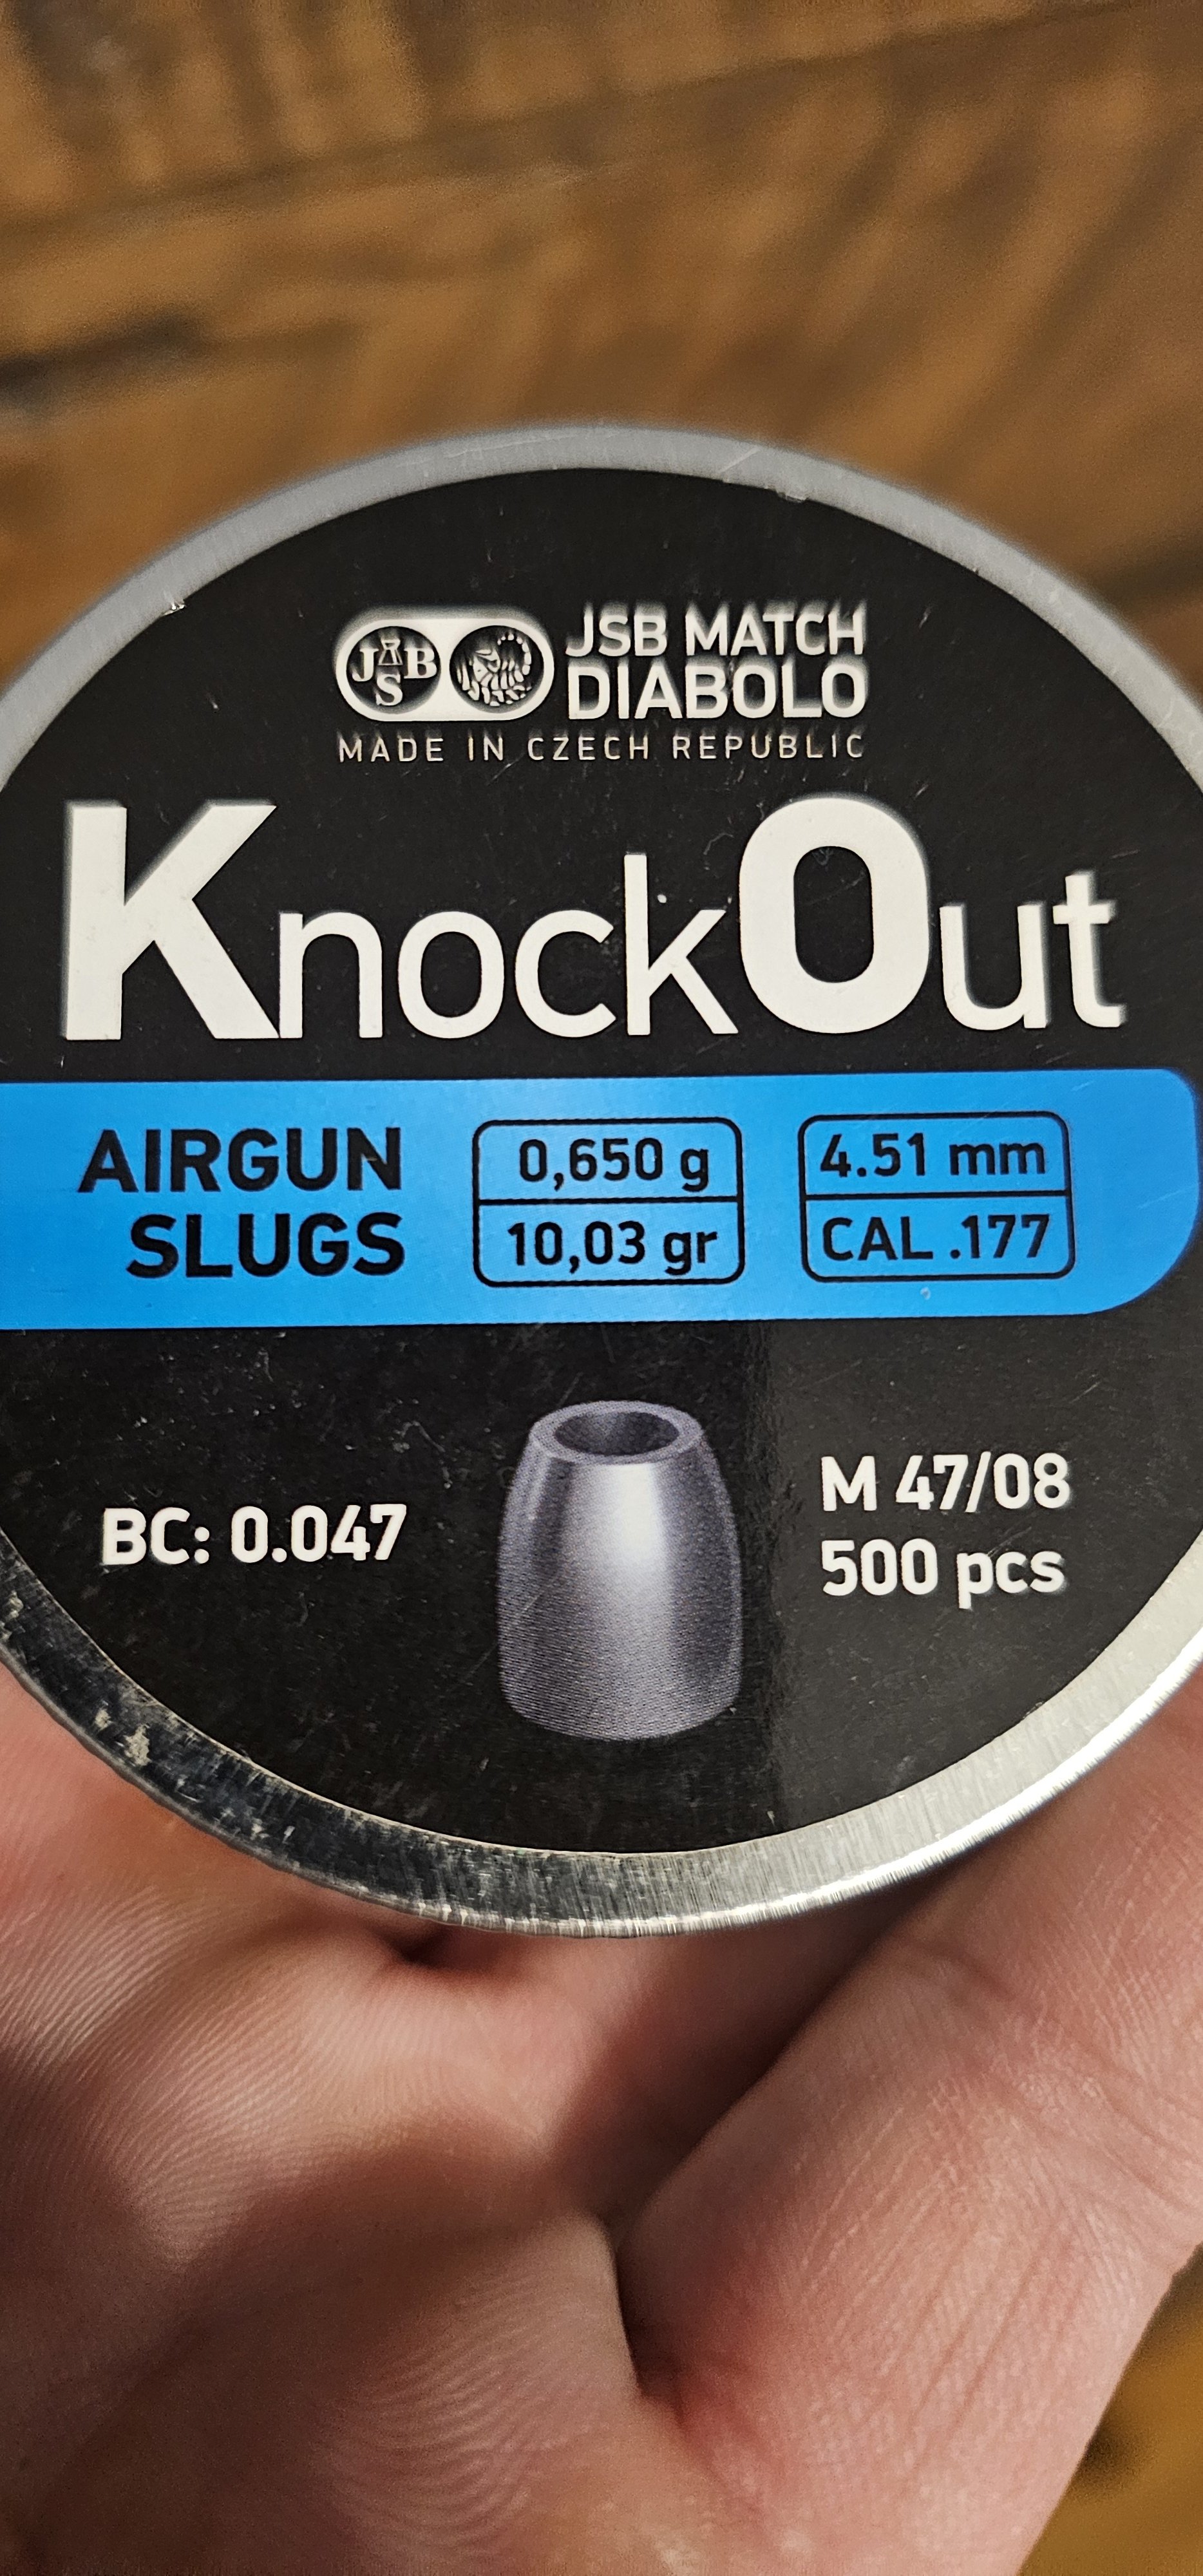 JSB
JSB MATCH
DIABOLO
MADE IN CZECH REPUBLIC
KnockOut
AIRGUN
SLUGS
0,650 g
10,03 gr
4.51 mm
CAL .177
BC: 0.047
M 47/08
500 pcs